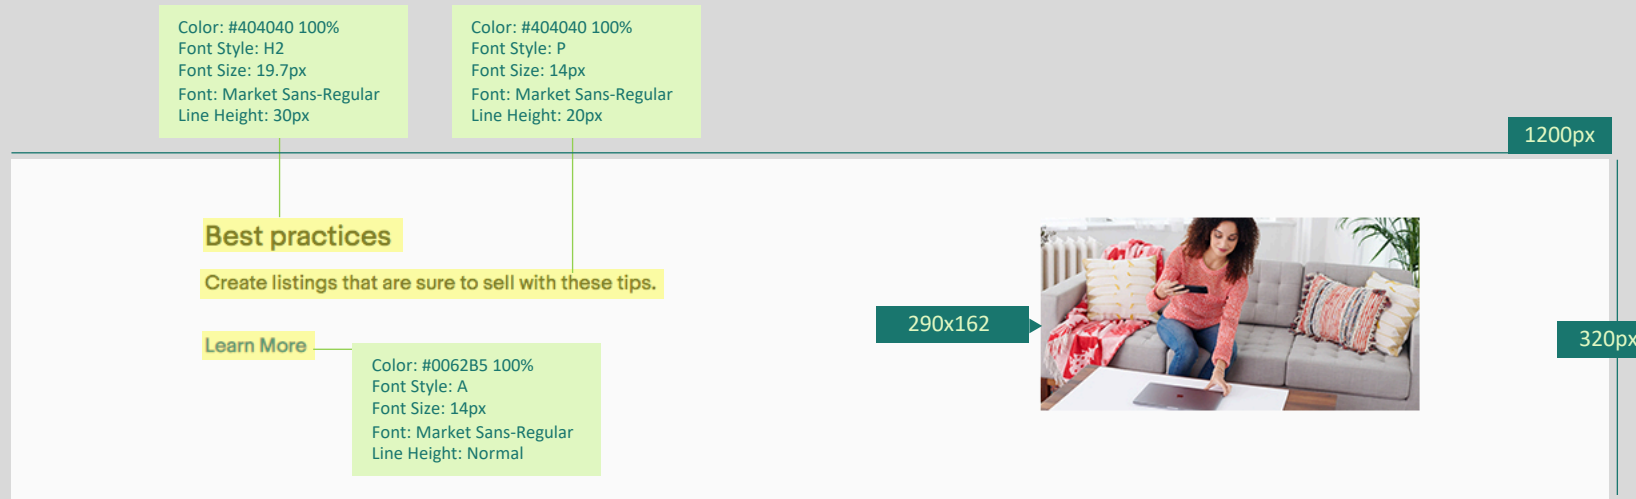 Color: #404040 100%
Font Style: H2
Font Size: 19.7px
Font: Market Sans-Regular
Line Height: 30px
Color: #404040 100%
Font Style: P
Font Size: 14px
Font: Market Sans-Regular
Line Height: 20px
1200px
Best practices
Create listings that are sure to sell with these tips.
290x162
320px
Learn More
Color: #0062B5 100%
Font Style: A
Font Size: 14px
Font: Market Sans-Regular
Line Height: Normal